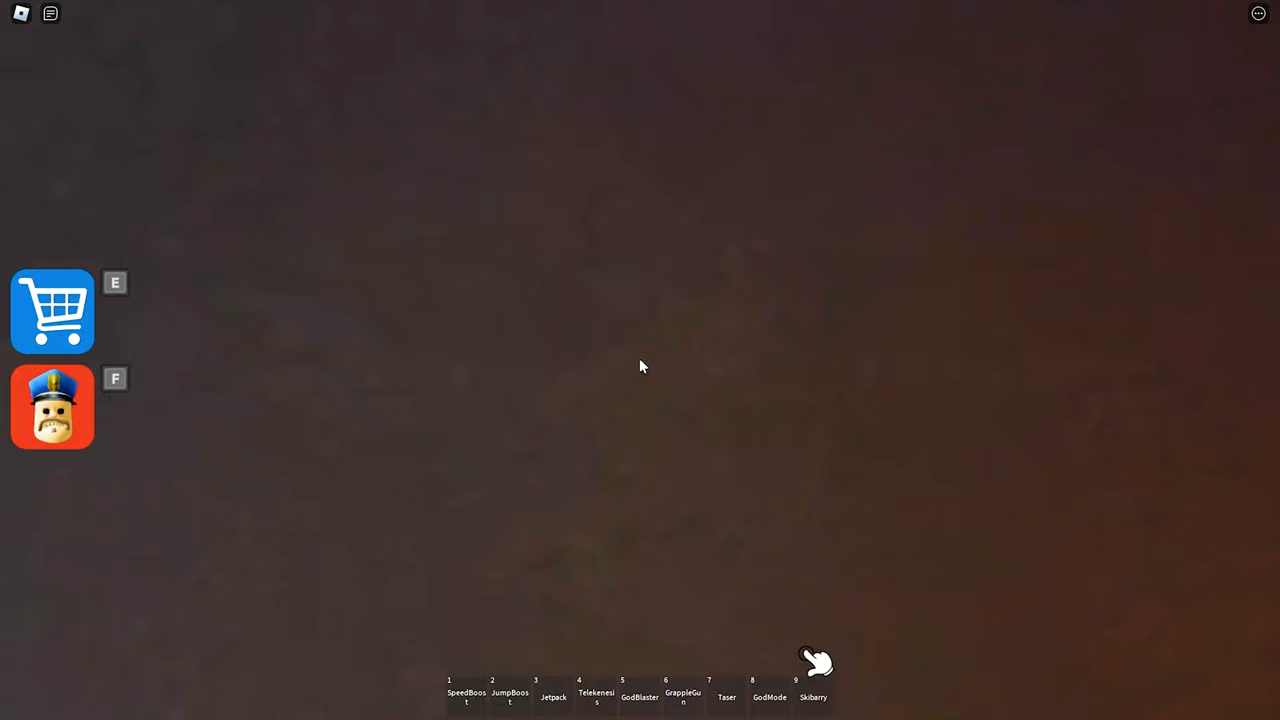 E
F
1
SpeedBoos
t
2
JumpBoos
t
3
Jetpack
4
Telekenesi
s
5
GodBlaster
6
GrappleGu
n
7
Taser
8
GodMode
9
Skibarry